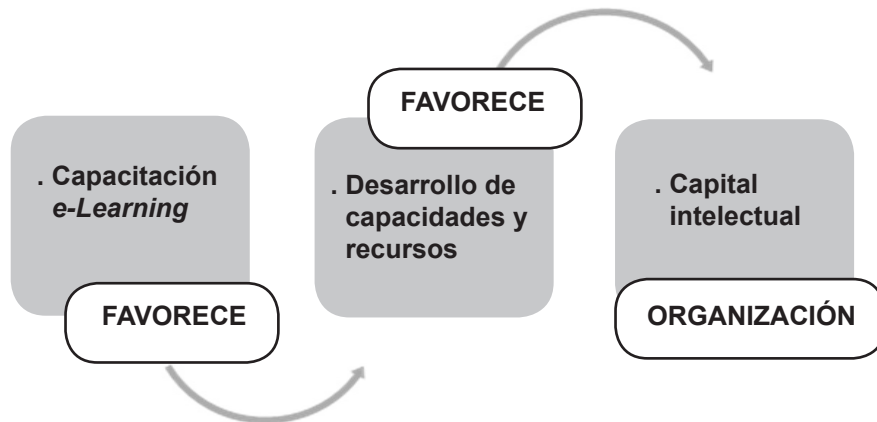 . Capacitación
e-Learning
FAVORECE
FAVORECE
. Desarrollo de
capacidades y
recursos
. Capital
intelectual
ORGANIZACIÓN